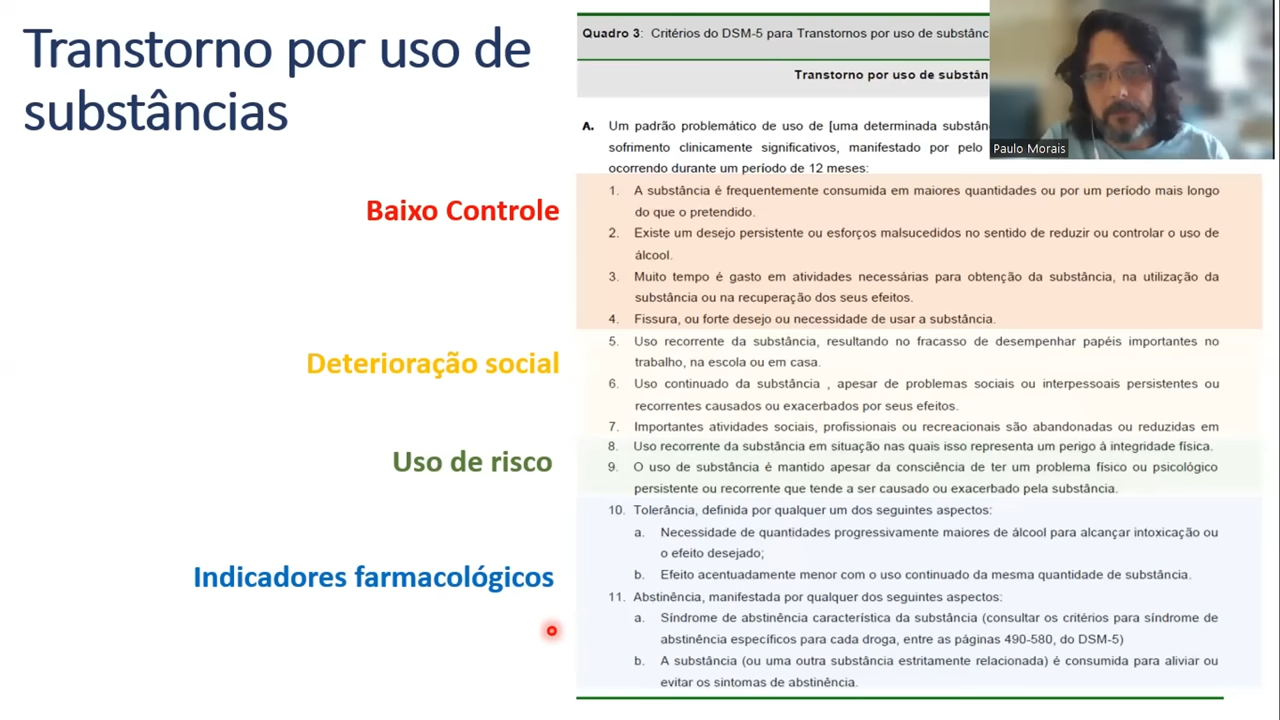 Transtorno por uso de
substâncias
Baixo Controle
Deterioração social
Uso de risco
Indicadores farmacológicos
Quadro 3: Critérios do DSM-5 para Transtornos por uso de
Transtorno por uso de
A. Um padrão problemático de uso de [uma determinada
sofrimento clinicamente significativos, manifestado por pelo
ocorrendo durante um período de 12 meses:
1. A substância é frequentemente consumida em maiores quantidades ou por um período mais longo
do que o pretendido.
2. Existe um desejo persistente ou esforços malsucedidos no sentido de reduzir ou controlar o uso de
álcool.
3. Muito tempo é gasto em atividades necessárias para obtenção da substância, na utilização da
substância ou na recuperação dos seus efeitos.
4. Fissura, ou forte desejo ou necessidade de usar a substância.
5. Uso recorrente da substância, resultando no fracasso de desempenhar papéis importantes no
trabalho, na escola ou em casa.
6. Uso continuado da substância , apesar de problemas sociais ou interpessoais persistentes ou
recorrentes causados ou exacerbados por seus efeitos.
7. Importantes atividades sociais, profissionais ou recreacionais são abandonadas ou reduzidas em
8. Uso recorrente da substância em situação nas quais isso representa um perigo à integridade física.
9. O uso de substância é mantido apesar da consciência de ter um problema físico ou psicológico
persistente ou recorrente que tende a ser causado ou exacerbado pela substância.
10. Tolerância, definida por qualquer um dos seguintes aspectos:
a. Necessidade de quantidades progressivamente maiores de álcool para alcançar intoxicação ou
o efeito desejado;
b. Efeito acentuadamente menor com o uso continuado da mesma quantidade de substância.
11. Abstinência, manifestada por qualquer dos seguintes aspectos:
a. Síndrome de abstinência característica da substância (consultar os critérios para síndrome de
abstinência específicos para cada droga, entre as páginas 490-580, do DSM-5)
b. A substância (ou uma outra substância estritamente relacionada) é consumida para aliviar ou
evitar os sintomas de abstinência.
Paulo Morais